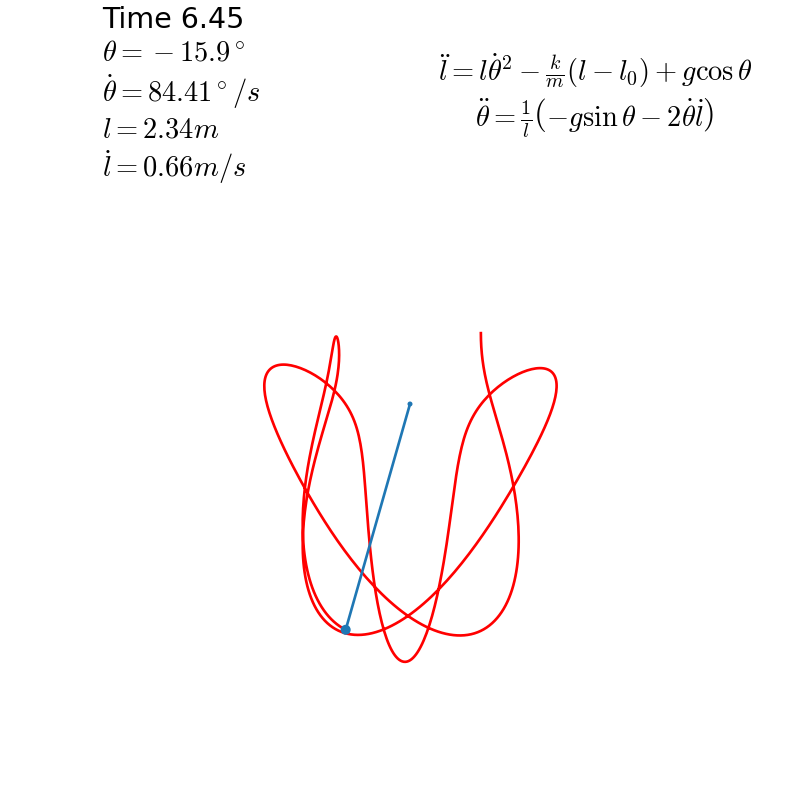 Time 6.45
θ = −15.9°
θ̇ = 84.41°/s
l = 2.34m
l̇ = 0.66m/s
l̈ = lθ̇² − k/m(l − l₀) + g cos θ
θ̈ = 1/l(−g sin θ − 2θ̇l̇)